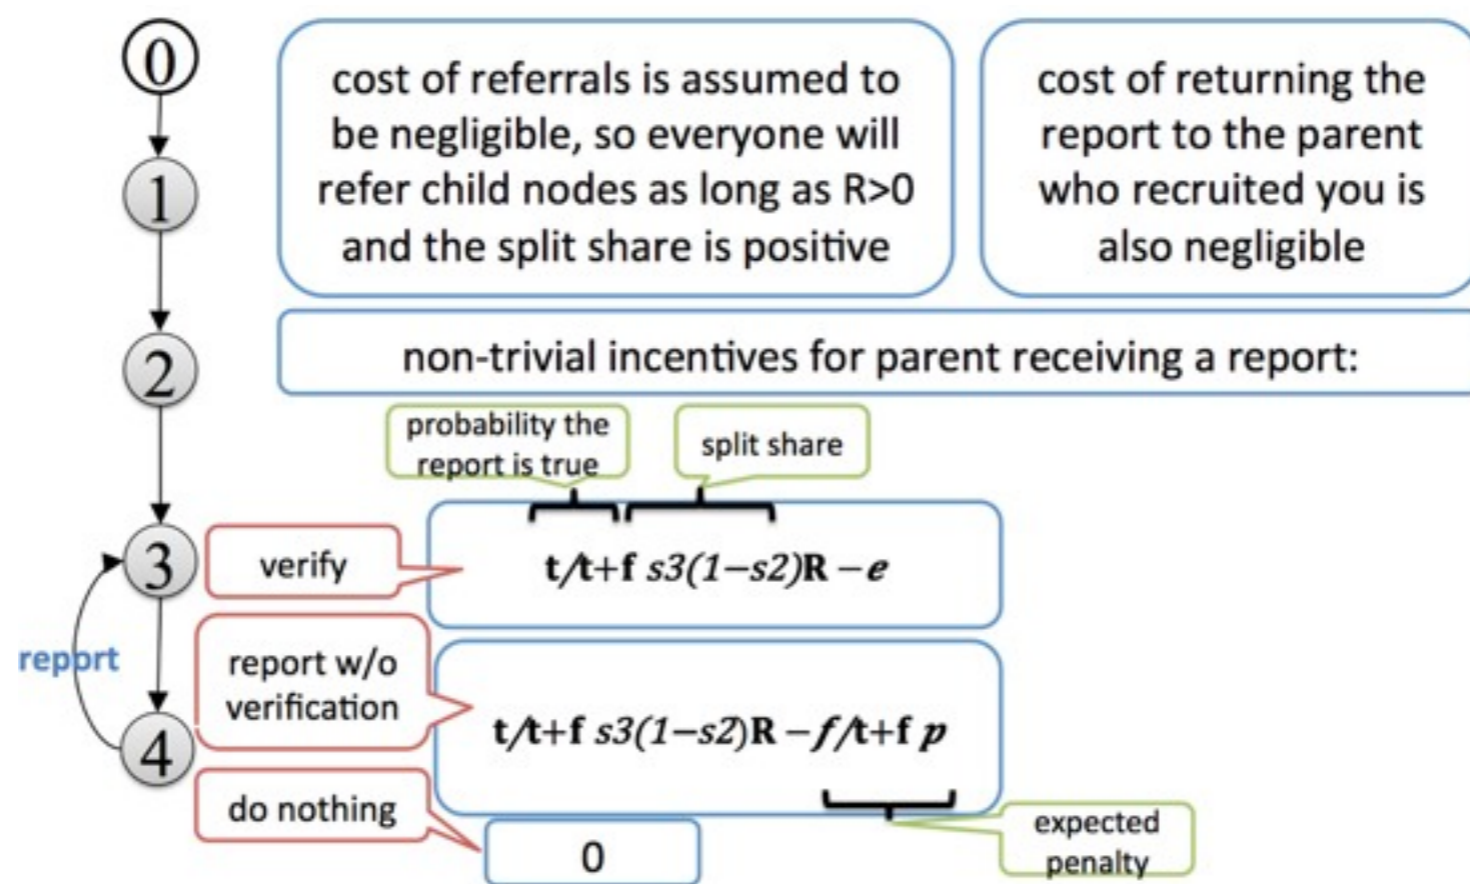 0
cost of referrals is assumed to
be negligible, so everyone will
refer child nodes as long as R>0
and the split share is positive
cost of returning the
report to the parent
who recruited you is
also negligible
1
2
non-trivial incentives for parent receiving a report:
probability the
report is true
split share
3
verify
t/t+f s3(1−s2)R −e
report
report w/o
verification
t/t+f s3(1−s2)R −f/t+f p
4
do nothing
0
expected
penalty